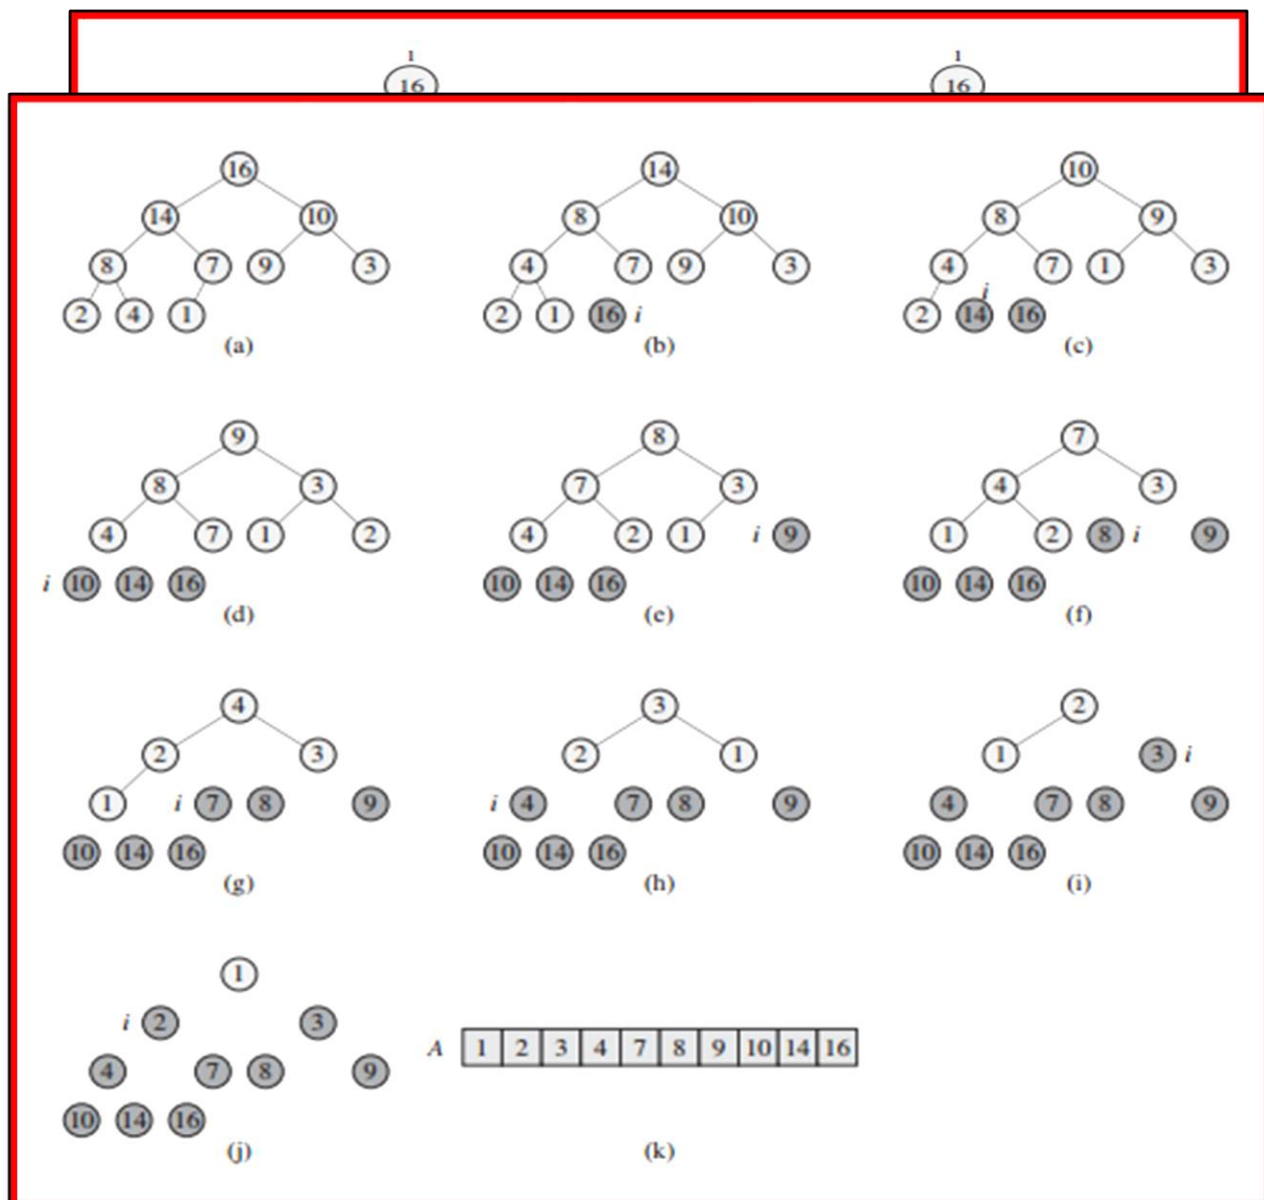 1 1
16 16
16 14 10
14 10 8 10 8 9
8 7 9 3 4 7 9 3 4 7 1 3
2 4 1 2 1 16 i 2 14 i 16
(a) (b) (c)
9 8 7
8 3 7 3 4 3
4 7 1 2 4 2 1 i 9 1 2 8 i 9
i 10 14 16 10 14 16 10 14 16
(d) (e) (f)
4 3 2
2 3 2 1 1 3 i
1 i 7 8 9 i 4 7 8 9 4 7 8 9
10 14 16 10 14 16 10 14 16
(g) (h) (i)
1
i 2 3
A 1 2 3 4 7 8 9 10 14 16
4 7 8 9
10 14 16
(j) (k)